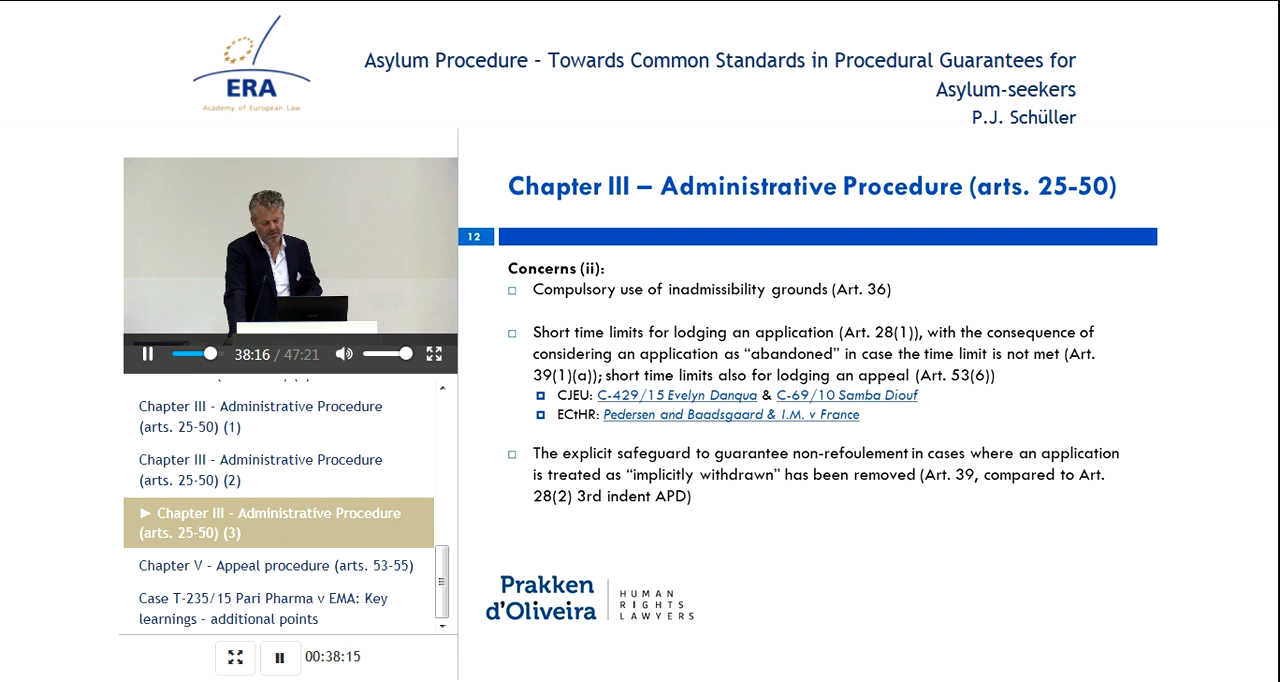 ERA
Academy of European Law
Asylum Procedure - Towards Common Standards in Procedural Guarantees for
Asylum-seekers
P.J. Schüller
38:16 / 47:21
Chapter III - Administrative Procedure
(arts. 25-50) (1)
Chapter III - Administrative Procedure
(arts. 25-50) (2)
► Chapter III - Administrative Procedure
(arts. 25-50) (3)
Chapter V - Appeal procedure (arts. 53-55)
Case T-235/15 Pari Pharma v EMA: Key
learnings - additional points
00:38:15
Chapter III – Administrative Procedure (arts. 25-50)
12
Concerns (ii):
Compulsory use of inadmissibility grounds (Art. 36)
Short time limits for lodging an application (Art. 28(1)), with the consequence of
considering an application as “abandoned” in case the time limit is not met (Art.
39(1)(a)); short time limits also for lodging an appeal (Art. 53(6))
CJEU: C-429/15 Evelyn Danqua & C-69/10 Samba Diouf
ECtHR: Pedersen and Baadsgaard & I.M. v France
The explicit safeguard to guarantee non-refoulement in cases where an application
is treated as “implicitly withdrawn” has been removed (Art. 39, compared to Art.
28(2) 3rd indent APD)
Prakken
d'Oliveira
HUMAN
RIGHTS
LAWYERS